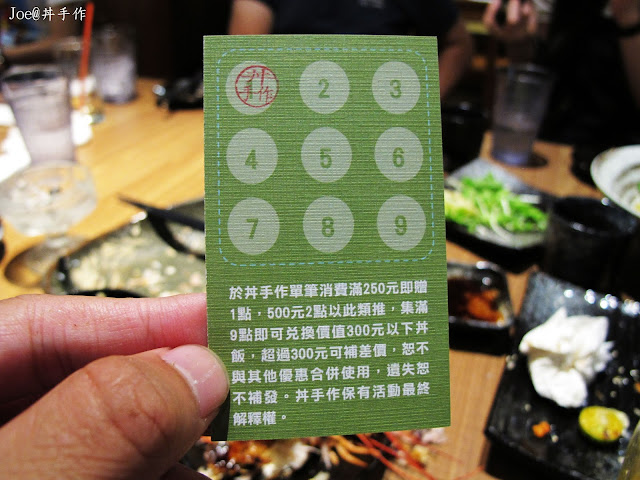 Joe@丼手作
丼
手作
2
3
4
5
6
7
8
9
於丼手作單筆消費滿250元即贈
1點，500元2點以此類推，集滿
9點即可兌換價值300元以下丼
飯，超過300元可補差價，恕不
與其他優惠合併使用，遺失恕
不補發。丼手作保有活動最終
解釋權。